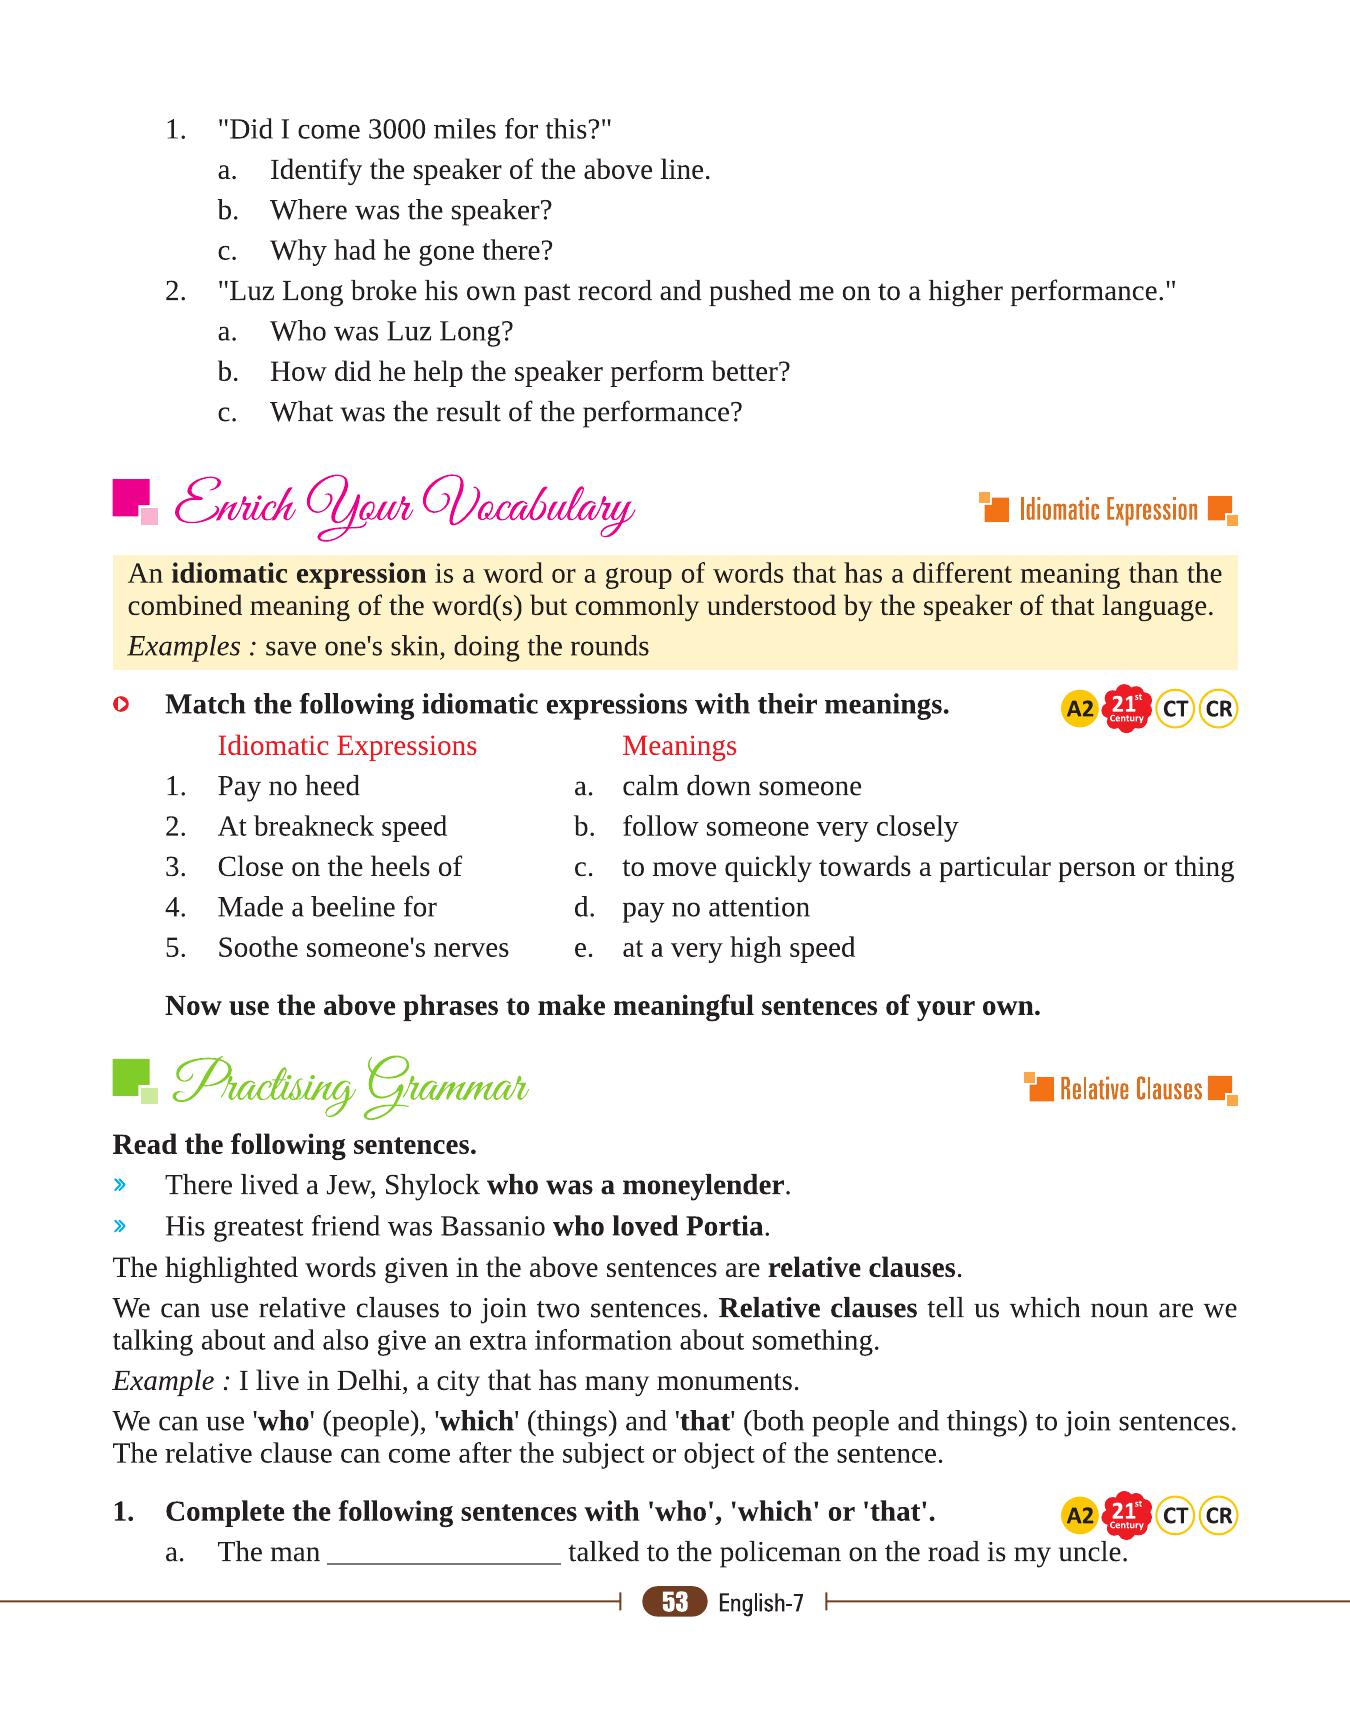 1. "Did I come 3000 miles for this?"
a. Identify the speaker of the above line.
b. Where was the speaker?
c. Why had he gone there?
2. "Luz Long broke his own past record and pushed me on to a higher performance."
a. Who was Luz Long?
b. How did he help the speaker perform better?
c. What was the result of the performance?
Enrich Your Vocabulary
Idiomatic Expression
An idiomatic expression is a word or a group of words that has a different meaning than the
combined meaning of the word(s) but commonly understood by the speaker of that language.
Examples : save one's skin, doing the rounds
Match the following idiomatic expressions with their meanings. A2 21st Century CT CR
Idiomatic Expressions Meanings
1. Pay no heed a. calm down someone
2. At breakneck speed b. follow someone very closely
3. Close on the heels of c. to move quickly towards a particular person or thing
4. Made a beeline for d. pay no attention
5. Soothe someone's nerves e. at a very high speed
Now use the above phrases to make meaningful sentences of your own.
Practising Grammar
Relative Clauses
Read the following sentences.
» There lived a Jew, Shylock who was a moneylender.
» His greatest friend was Bassanio who loved Portia.
The highlighted words given in the above sentences are relative clauses.
We can use relative clauses to join two sentences. Relative clauses tell us which noun are we
talking about and also give an extra information about something.
Example : I live in Delhi, a city that has many monuments.
We can use 'who' (people), 'which' (things) and 'that' (both people and things) to join sentences.
The relative clause can come after the subject or object of the sentence.
1. Complete the following sentences with 'who', 'which' or 'that'. A2 21st Century CT CR
a. The man ________________ talked to the policeman on the road is my uncle.
53 English-7